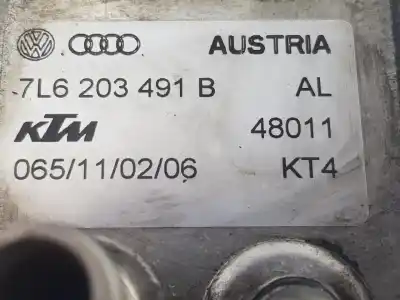 AUSTRIA
7L6 203 491 B AL
KTM 48011
065/11/02/06 KT4